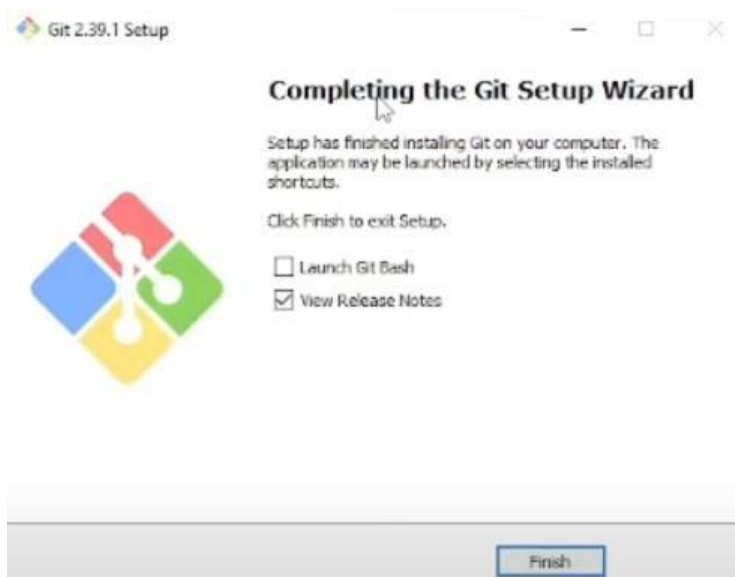 Git 2.39.1 Setup
Completing the Git Setup Wizard
Setup has finished installing Git on your computer. The
application may be launched by selecting the installed
shortcuts.
Click Finish to exit Setup.
Launch Git Bash
View Release Notes
Finish